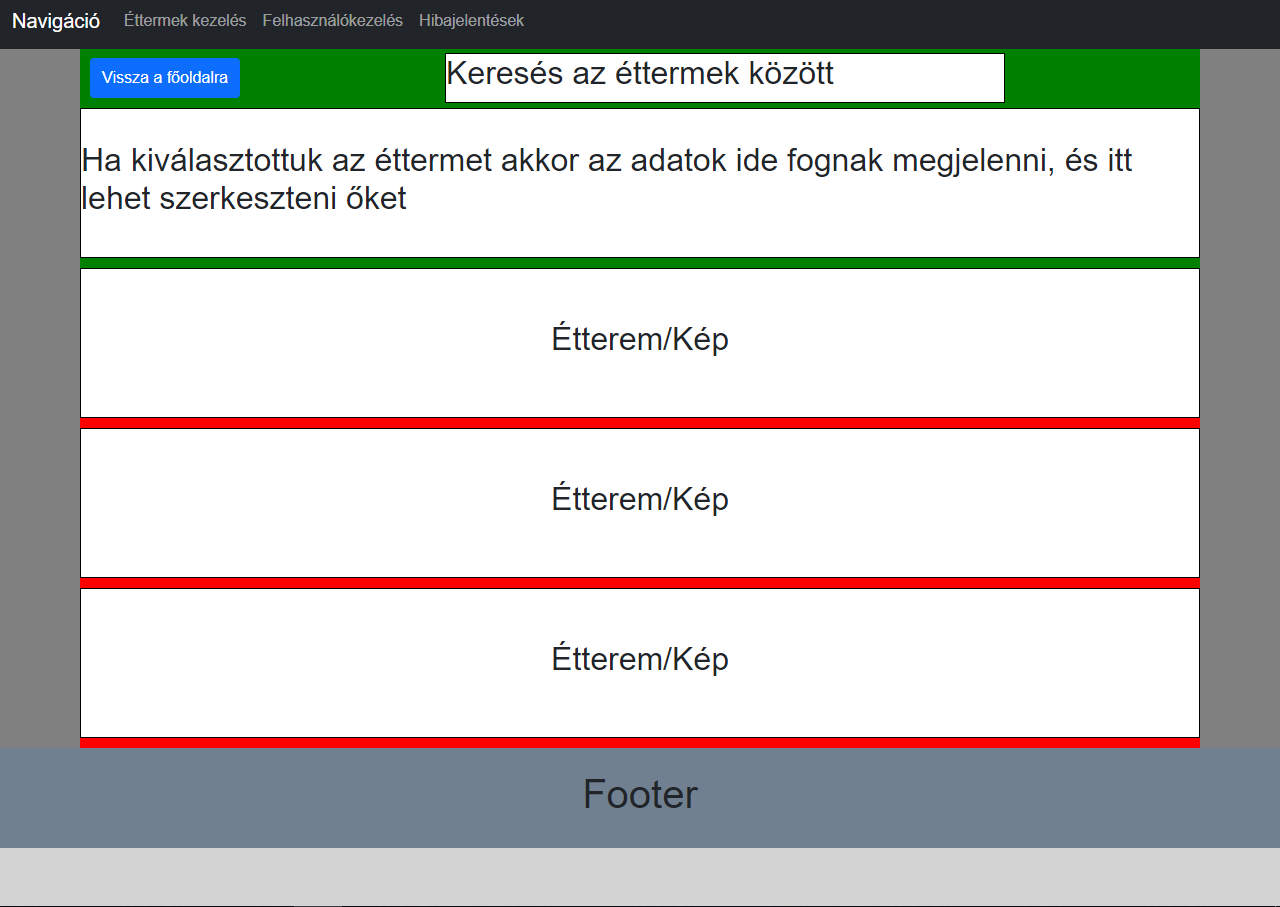 Navigáció Éttermek kezelés Felhasználókezelés Hibajelentések
Vissza a főoldalra
Keresés az éttermek között
Ha kiválasztottuk az éttermet akkor az adatok ide fognak megjelenni, és itt
lehet szerkeszteni őket
Étterem/Kép
Étterem/Kép
Étterem/Kép
Footer